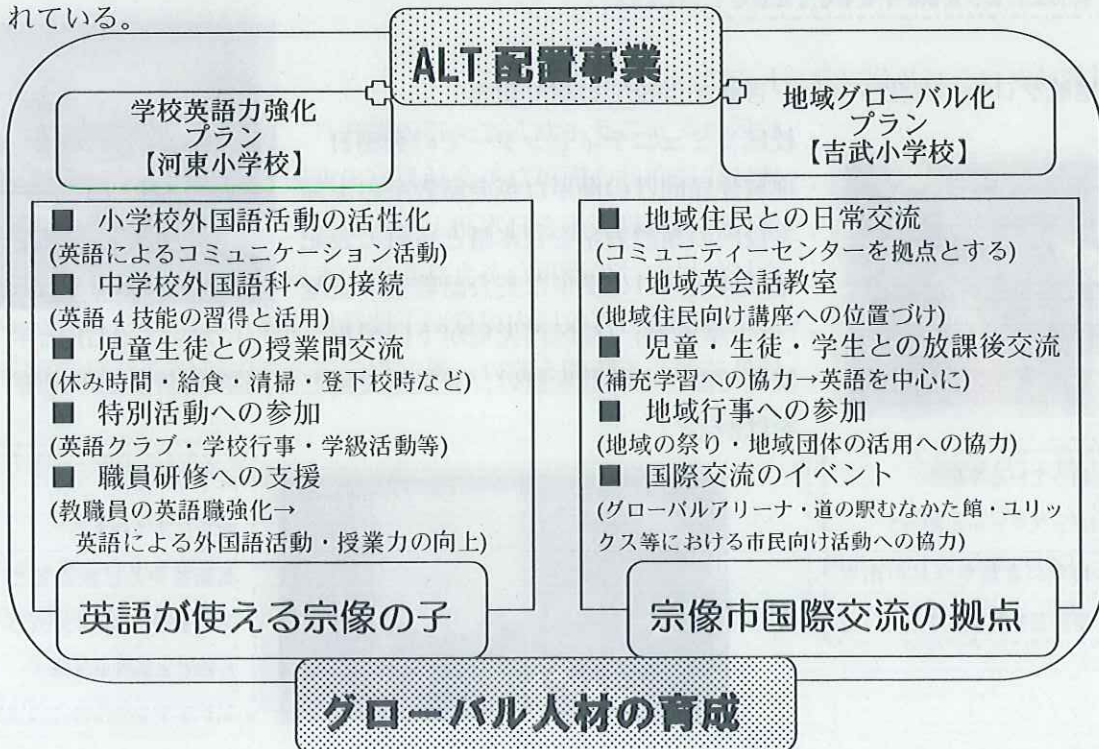 れている。
ALT 配置事業
学校英語力強化
プラン
【河東小学校】
■ 小学校外国語活動の活性化
(英語によるコミュニケーション活動)
■ 中学校外国語科への接続
(英語4技能の習得と活用)
■ 児童生徒との授業間交流
(休み時間・給食・清掃・登下校時など)
■ 特別活動への参加
(英語クラブ・学校行事・学級活動等)
■ 職員研修への支援
(教職員の英語職強化→
英語による外国語活動・授業力の向上)
英語が使える宗像の子
地域グローバル化
プラン
【吉武小学校】
■ 地域住民との日常交流
(コミュニティーセンターを拠点とする)
■ 地域英会話教室
(地域住民向け講座への位置づけ)
■ 児童・生徒・学生との放課後交流
(補充学習への協力→英語を中心に)
■ 地域行事への参加
(地域の祭り・地域団体の活用への協力)
■ 国際交流のイベント
(グローバルアリーナ・道の駅むなかた館・ユリッ
クス等における市民向け活動への協力)
宗像市国際交流の拠点
グローバル人材の育成